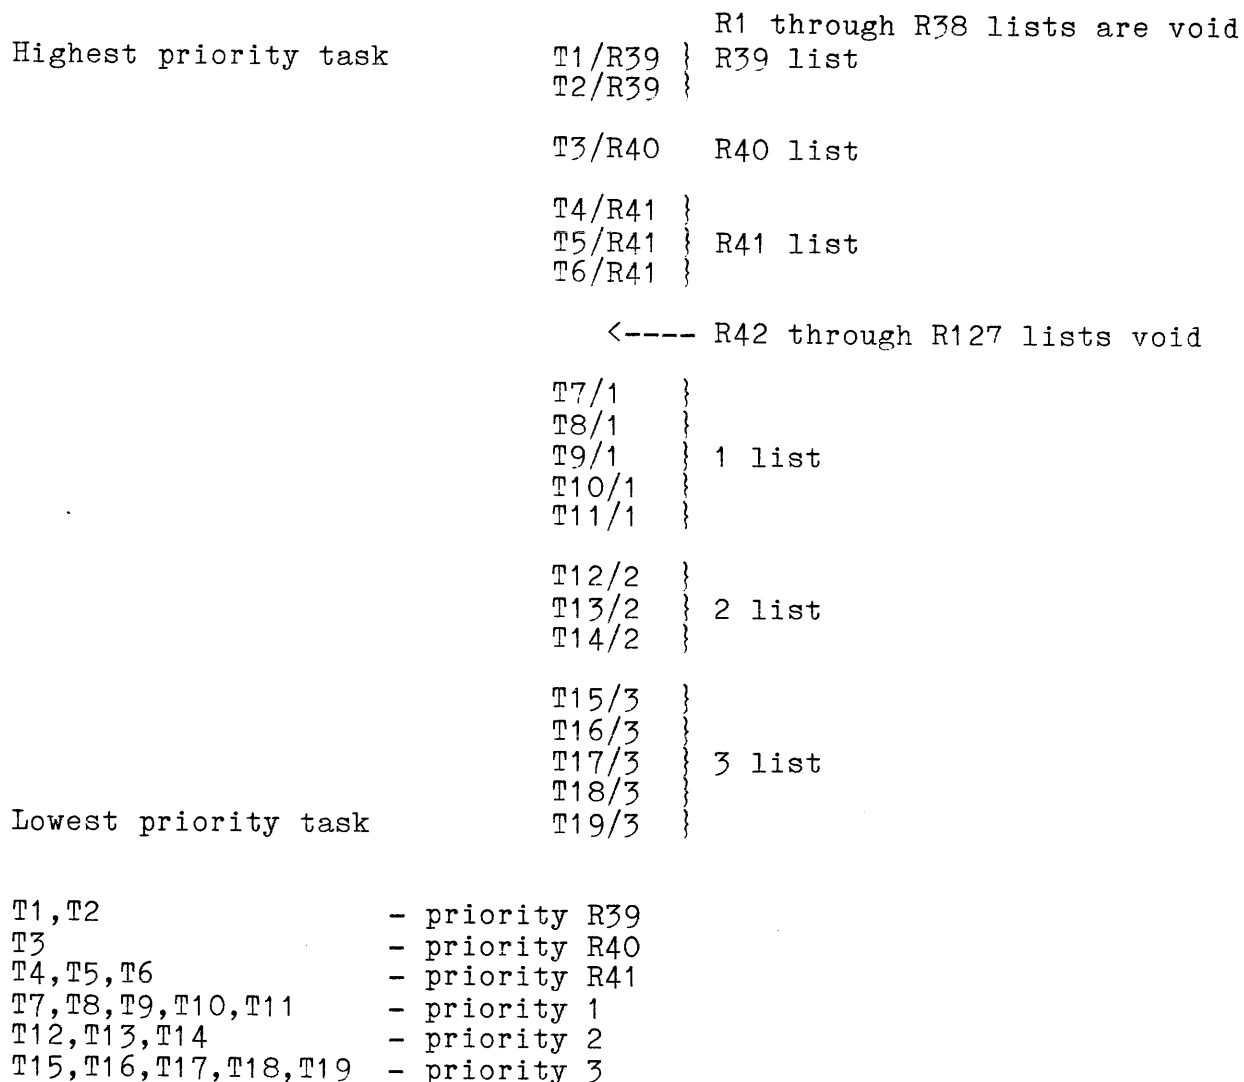 R1 through R38 lists are void
Highest priority task T1/R39 } R39 list
T2/R39 }
T3/R40 R40 list
T4/R41 }
T5/R41 } R41 list
T6/R41 }
<---- R42 through R127 lists void
T7/1 }
T8/1 }
T9/1 } 1 list
T10/1 }
T11/1 }
T12/2 }
T13/2 } 2 list
T14/2 }
T15/3 }
T16/3 }
T17/3 } 3 list
T18/3 }
Lowest priority task T19/3 }
T1,T2 - priority R39
T3 - priority R40
T4,T5,T6 - priority R41
T7,T8,T9,T10,T11 - priority 1
T12,T13,T14 - priority 2
T15,T16,T17,T18,T19 - priority 3